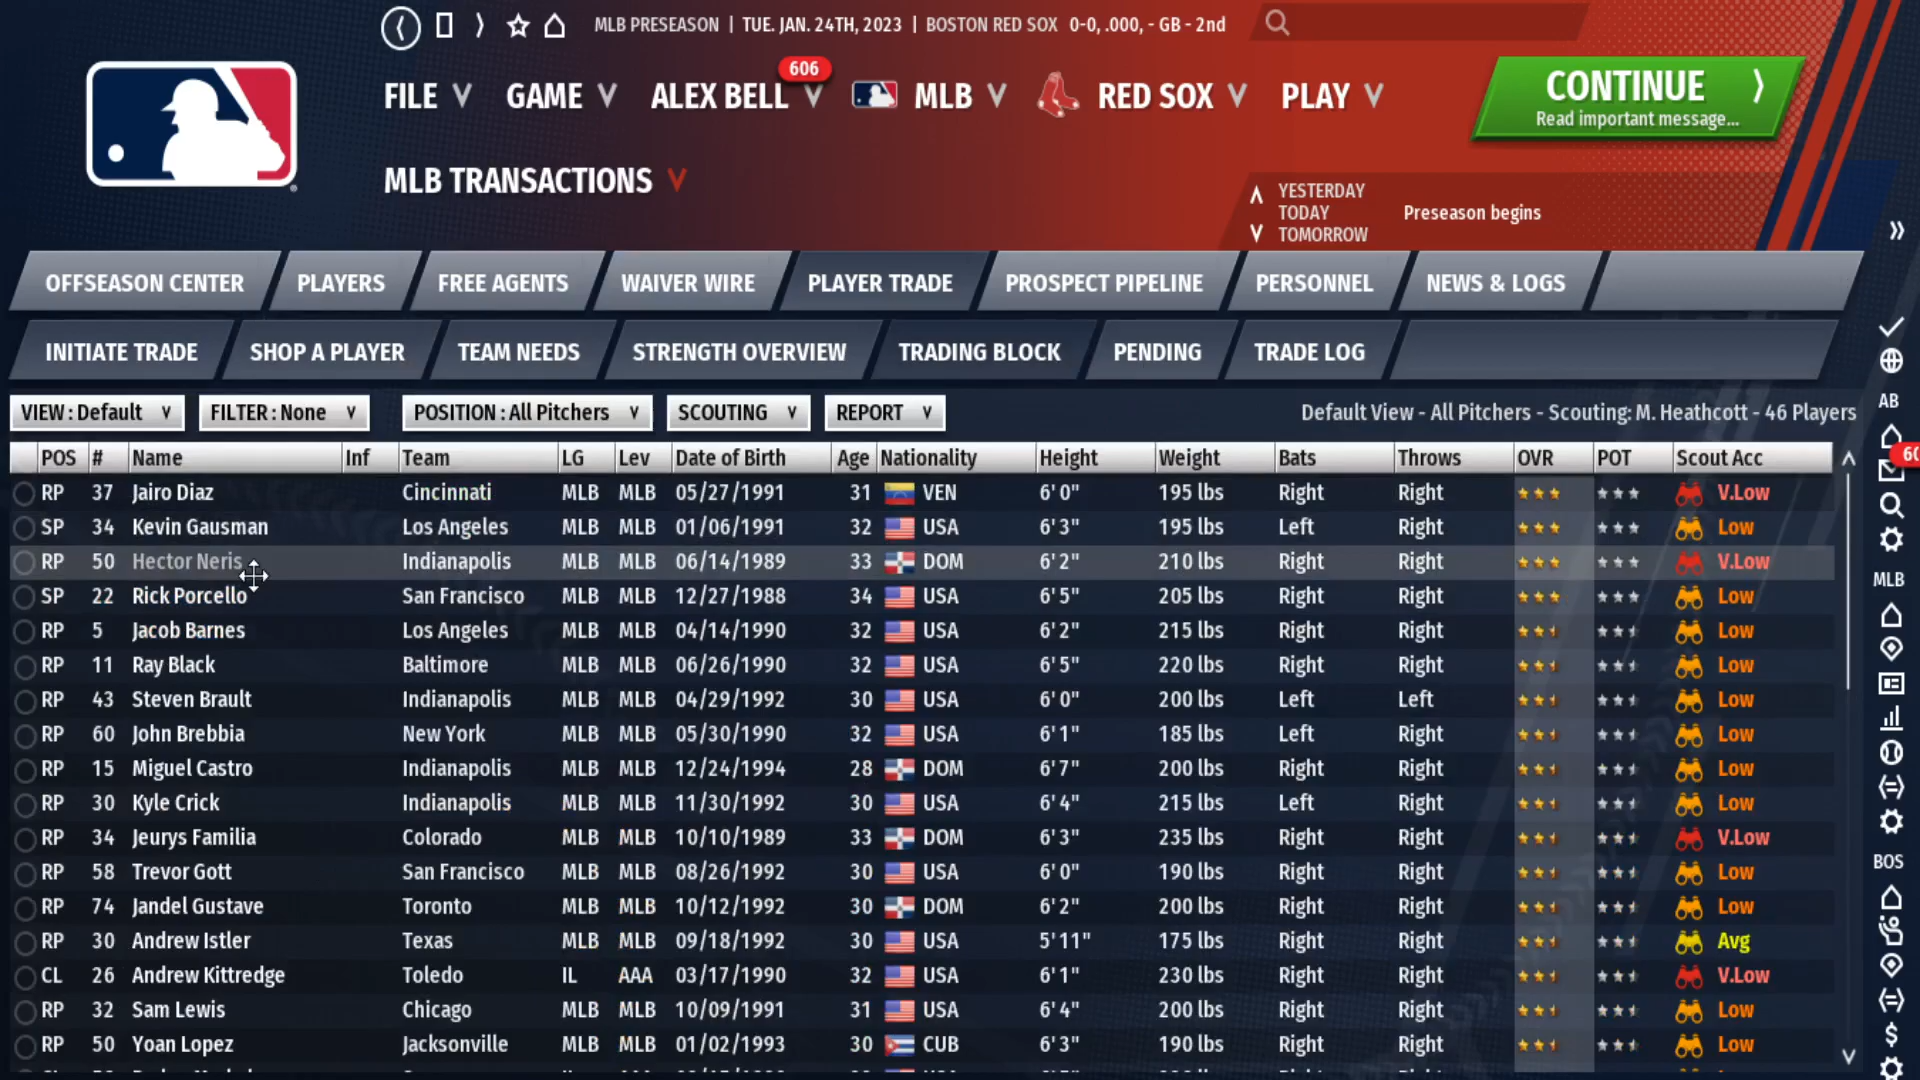 MLB PRESEASON | TUE. JAN. 24TH, 2023 | BOSTON RED SOX 0-0, .000, - GB - 2nd
606
FILE GAME ALEX BELL MLB RED SOX PLAY
CONTINUE
Read important message...
MLB TRANSACTIONS
YESTERDAY
TODAY Preseason begins
TOMORROW
OFFSEASON CENTER PLAYERS FREE AGENTS WAIVER WIRE PLAYER TRADE PROSPECT PIPELINE PERSONNEL NEWS & LOGS
INITIATE TRADE SHOP A PLAYER TEAM NEEDS STRENGTH OVERVIEW TRADING BLOCK PENDING TRADE LOG
VIEW : Default FILTER : None POSITION : All Pitchers SCOUTING REPORT Default View - All Pitchers - Scouting: M. Heathcott - 46 Players
POS # Name Inf Team LG Lev Date of Birth Age Nationality Height Weight Bats Throws OVR POT Scout Acc
RP 37 Jairo Diaz Cincinnati MLB MLB 05/27/1991 31 VEN 6' 0" 195 lbs Right Right V.Low
SP 34 Kevin Gausman Los Angeles MLB MLB 01/06/1991 32 USA 6' 3" 195 lbs Left Right Low
RP 50 Hector Neris Indianapolis MLB MLB 06/14/1989 33 DOM 6' 2" 210 lbs Right Right V.Low
SP 22 Rick Porcello San Francisco MLB MLB 12/27/1988 34 USA 6' 5" 205 lbs Right Right Low
RP 5 Jacob Barnes Los Angeles MLB MLB 04/14/1990 32 USA 6' 2" 215 lbs Right Right Low
RP 11 Ray Black Baltimore MLB MLB 06/26/1990 32 USA 6' 5" 220 lbs Right Right Low
RP 43 Steven Brault Indianapolis MLB MLB 04/29/1992 30 USA 6' 0" 200 lbs Left Left Low
RP 60 John Brebbia New York MLB MLB 05/30/1990 32 USA 6' 1" 185 lbs Left Right Low
RP 15 Miguel Castro Indianapolis MLB MLB 12/24/1994 28 DOM 6' 7" 200 lbs Right Right Low
RP 30 Kyle Crick Indianapolis MLB MLB 11/30/1992 30 USA 6' 4" 215 lbs Left Right Low
RP 34 Jeurys Familia Colorado MLB MLB 10/10/1989 33 DOM 6' 3" 235 lbs Right Right V.Low
RP 58 Trevor Gott San Francisco MLB MLB 08/26/1992 30 USA 6' 0" 190 lbs Right Right Low
RP 74 Jandel Gustave Toronto MLB MLB 10/12/1992 30 DOM 6' 2" 200 lbs Right Right Low
RP 30 Andrew Istler Texas MLB MLB 09/18/1992 30 USA 5' 11" 175 lbs Right Right Avg
CL 26 Andrew Kittredge Toledo IL AAA 03/17/1990 32 USA 6' 1" 230 lbs Right Right V.Low
RP 32 Sam Lewis Chicago MLB MLB 10/09/1991 31 USA 6' 4" 200 lbs Right Right Low
RP 50 Yoan Lopez Jacksonville MLB MLB 01/02/1993 30 CUB 6' 3" 190 lbs Right Right Low
AB
60
MLB
BOS
$